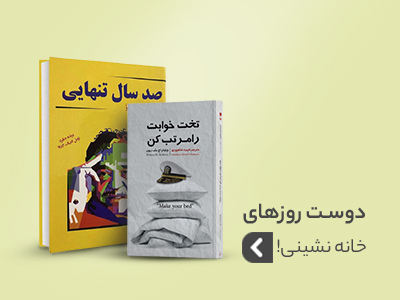 صد سال تنهایی
تخت خوابت
را مرتب کن
"Make your bed"
دوست روزهای
خانه نشینی!